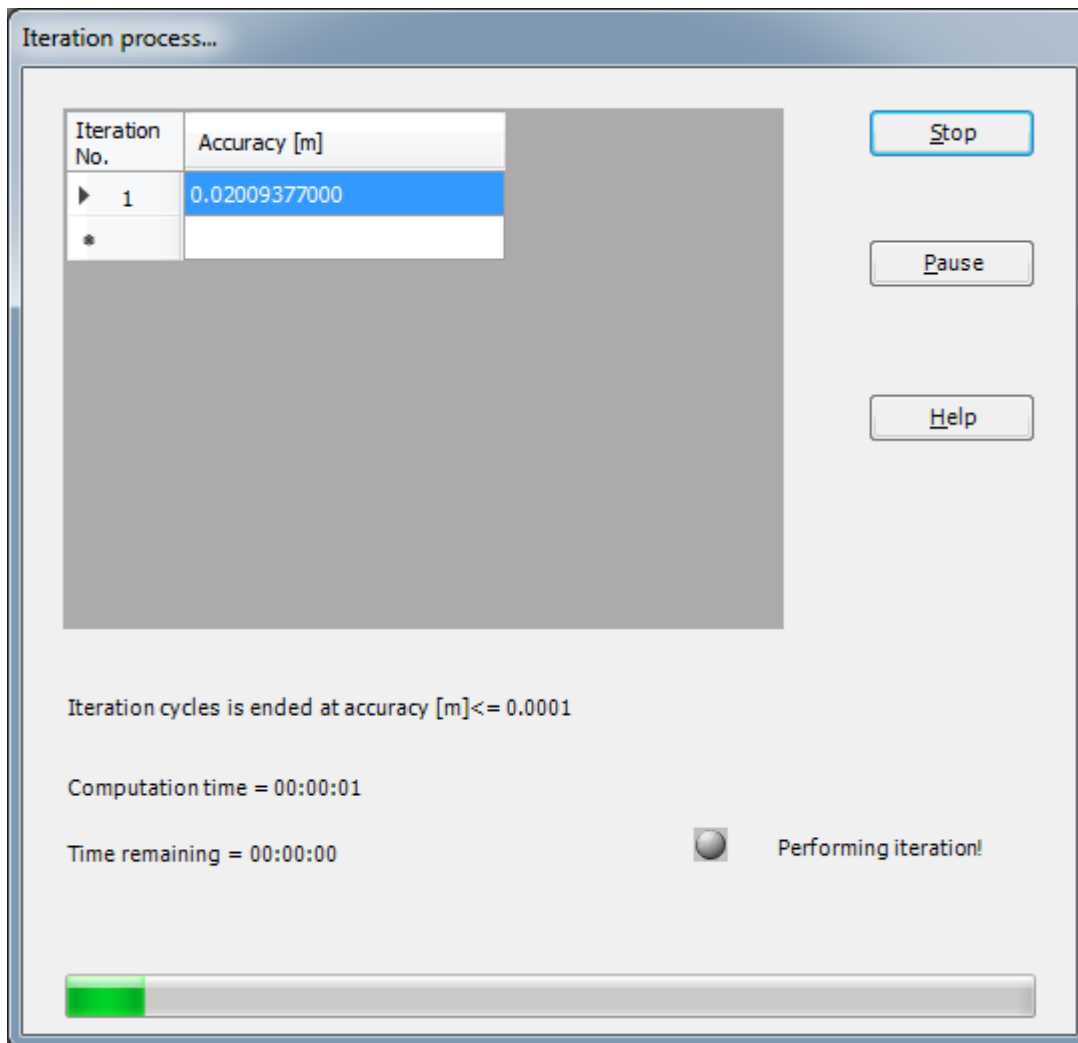 Iteration process...
Iteration
No.
Accuracy [m]
1
0.02009377000
*
Stop
Pause
Help
Iteration cycles is ended at accuracy [m]<= 0.0001
Computation time = 00:00:01
Time remaining = 00:00:00
Performing iteration!